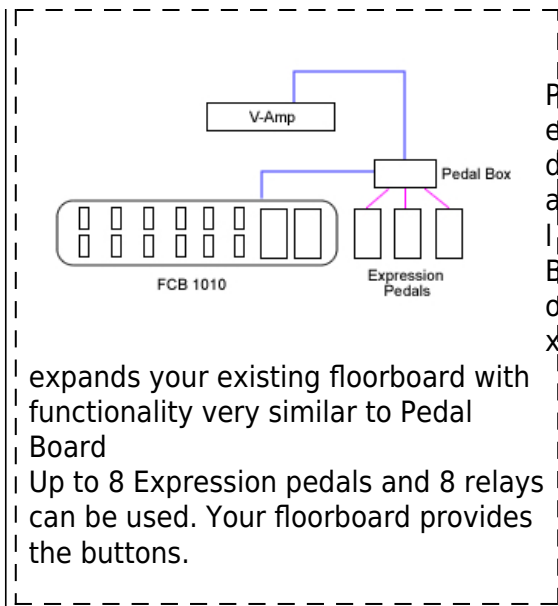 V-Amp
Pedal Box
FCB 1010
Expression
Pedals
P
e
d
a
l
B
o
x
expands your existing floorboard with
functionality very similar to Pedal
Board
Up to 8 Expression pedals and 8 relays
can be used. Your floorboard provides
the buttons.